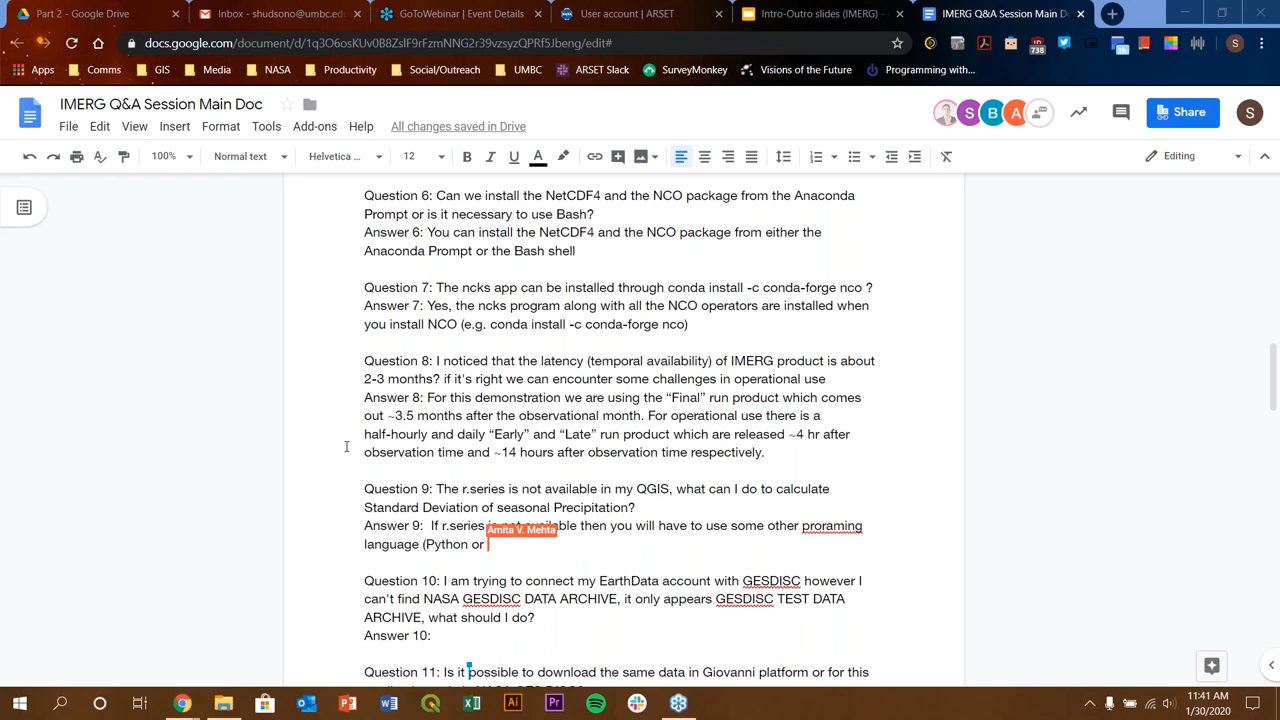 Part 2 - Google Drive
Inbox - shudsono@umbc.ed
GoToWebinar | Event Details
User account | ARSET
Intro-Outro slides (IMERG) -
IMERG Q&A Session Main Do
docs.google.com/document/d/1q3O6osKUv0B8ZsIF9rFzmNNG2r39vzsyzQPRf5Jbeng/edit#
738
1h
S
Apps
Comms
GIS
Media
NASA
Productivity
Social/Outreach
UMBC
ARSET Slack
SurveyMonkey
Visions of the Future
Programming with...
IMERG Q&A Session Main Doc
S
B
A
Share
S
File
Edit
View
Insert
Format
Tools
Add-ons
Help
All changes saved in Drive
100%
Normal text
Helvetica ...
12
B
I
U
A
Editing
Question 6: Can we install the NetCDF4 and the NCO package from the Anaconda
Prompt or is it necessary to use Bash?
Answer 6: You can install the NetCDF4 and the NCO package from either the
Anaconda Prompt or the Bash shell
Question 7: The ncks app can be installed through conda install -c conda-forge nco ?
Answer 7: Yes, the ncks program along with all the NCO operators are installed when
you install NCO (e.g. conda install -c conda-forge nco)
Question 8: I noticed that the latency (temporal availability) of IMERG product is about
2-3 months? if it's right we can encounter some challenges in operational use
Answer 8: For this demonstration we are using the “Final” run product which comes
out ~3.5 months after the observational month. For operational use there is a
half-hourly and daily “Early” and “Late” run product which are released ~4 hr after
observation time and ~14 hours after observation time respectively.
Question 9: The r.series is not available in my QGIS, what can I do to calculate
Standard Deviation of seasonal Precipitation?
Answer 9: If r.series is not available then you will have to use some other proraming
Amita V. Mehta
language (Python or
Question 10: I am trying to connect my EarthData account with GESDISC however I
can't find NASA GESDISC DATA ARCHIVE, it only appears GESDISC TEST DATA
ARCHIVE, what should I do?
Answer 10:
Question 11: Is it possible to download the same data in Giovanni platform or for this
11:41 AM
1/30/2020